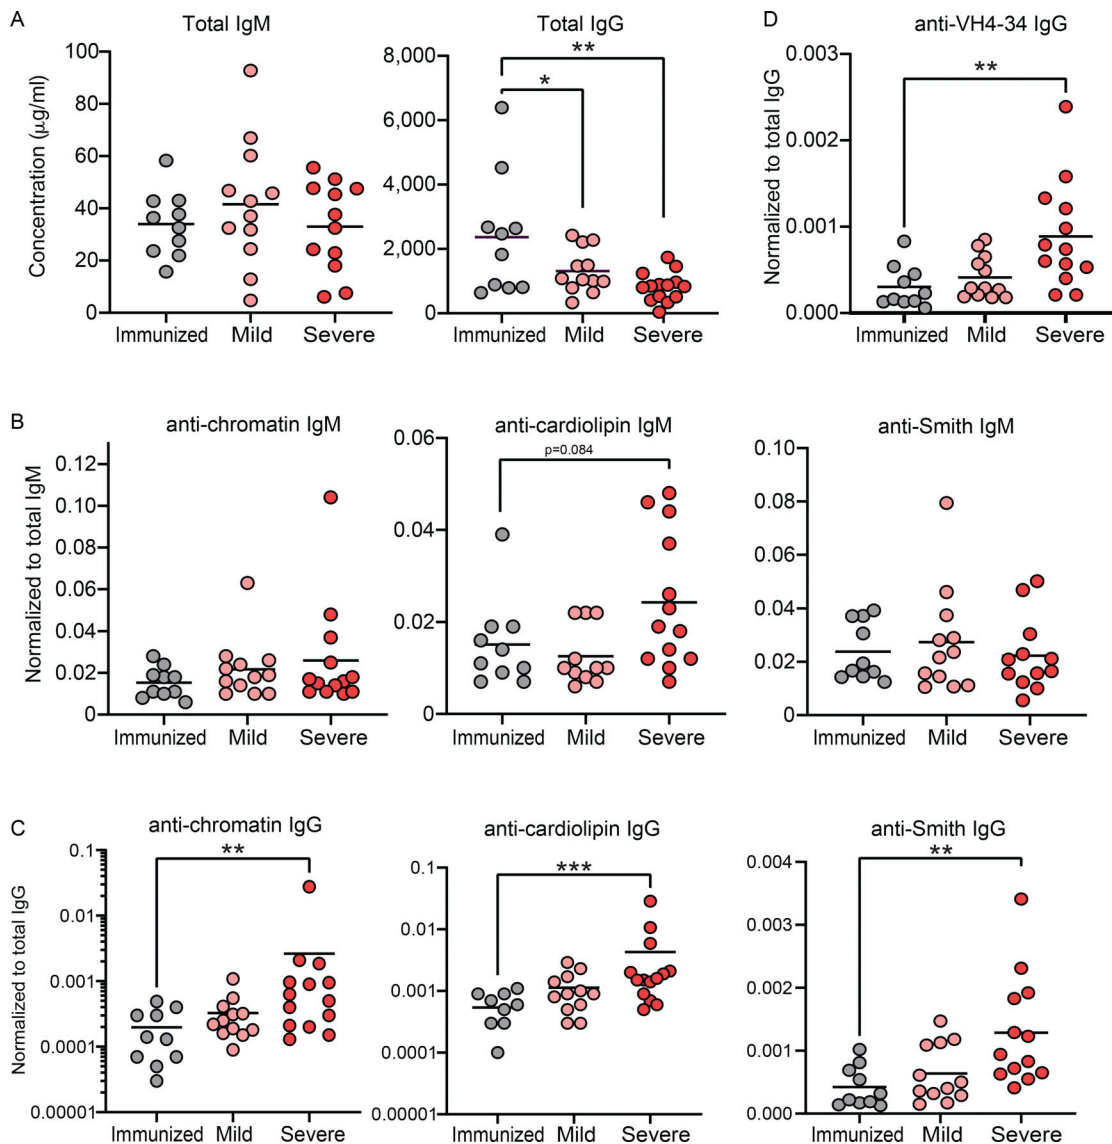 A
Total IgM
Concentration (µg/ml)
100
80
60
40
20
0
Immunized
Mild
Severe
Total IgG
8,000
6,000
4,000
2,000
0
**
*
Immunized
Mild
Severe
D
anti-VH4-34 IgG
Normalized to total IgG
0.003
0.002
0.001
0.000
**
Immunized
Mild
Severe
B
anti-chromatin IgM
Normalized to total IgM
0.12
0.10
0.08
0.06
0.04
0.02
0
Immunized
Mild
Severe
anti-cardiolipin IgM
0.06
0.04
0.02
0
p=0.084
Immunized
Mild
Severe
anti-Smith IgM
0.10
0.08
0.06
0.04
0.02
0
Immunized
Mild
Severe
C
anti-chromatin IgG
Normalized to total IgG
0.1
0.01
0.001
0.0001
0.00001
**
Immunized
Mild
Severe
anti-cardiolipin IgG
0.1
0.01
0.001
0.0001
0.00001
***
Immunized
Mild
Severe
anti-Smith IgG
0.004
0.003
0.002
0.001
0.000
**
Immunized
Mild
Severe